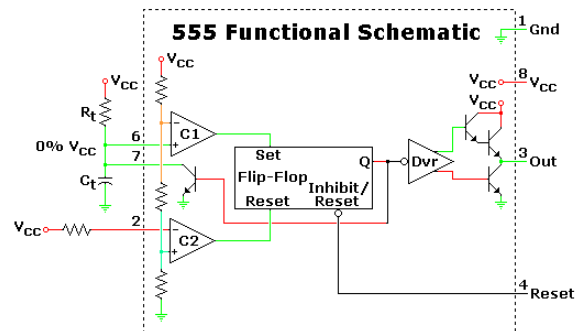 555 Functional Schematic
1 Gnd
VCC
VCC
VCC 8 VCC
VCC
Rt
6
C1
0% VCC
7
Set
Q
Dvr
3 Out
Ct
Flip-Flop
Inhibit/
Reset
Reset
VCC
2
C2
4 Reset